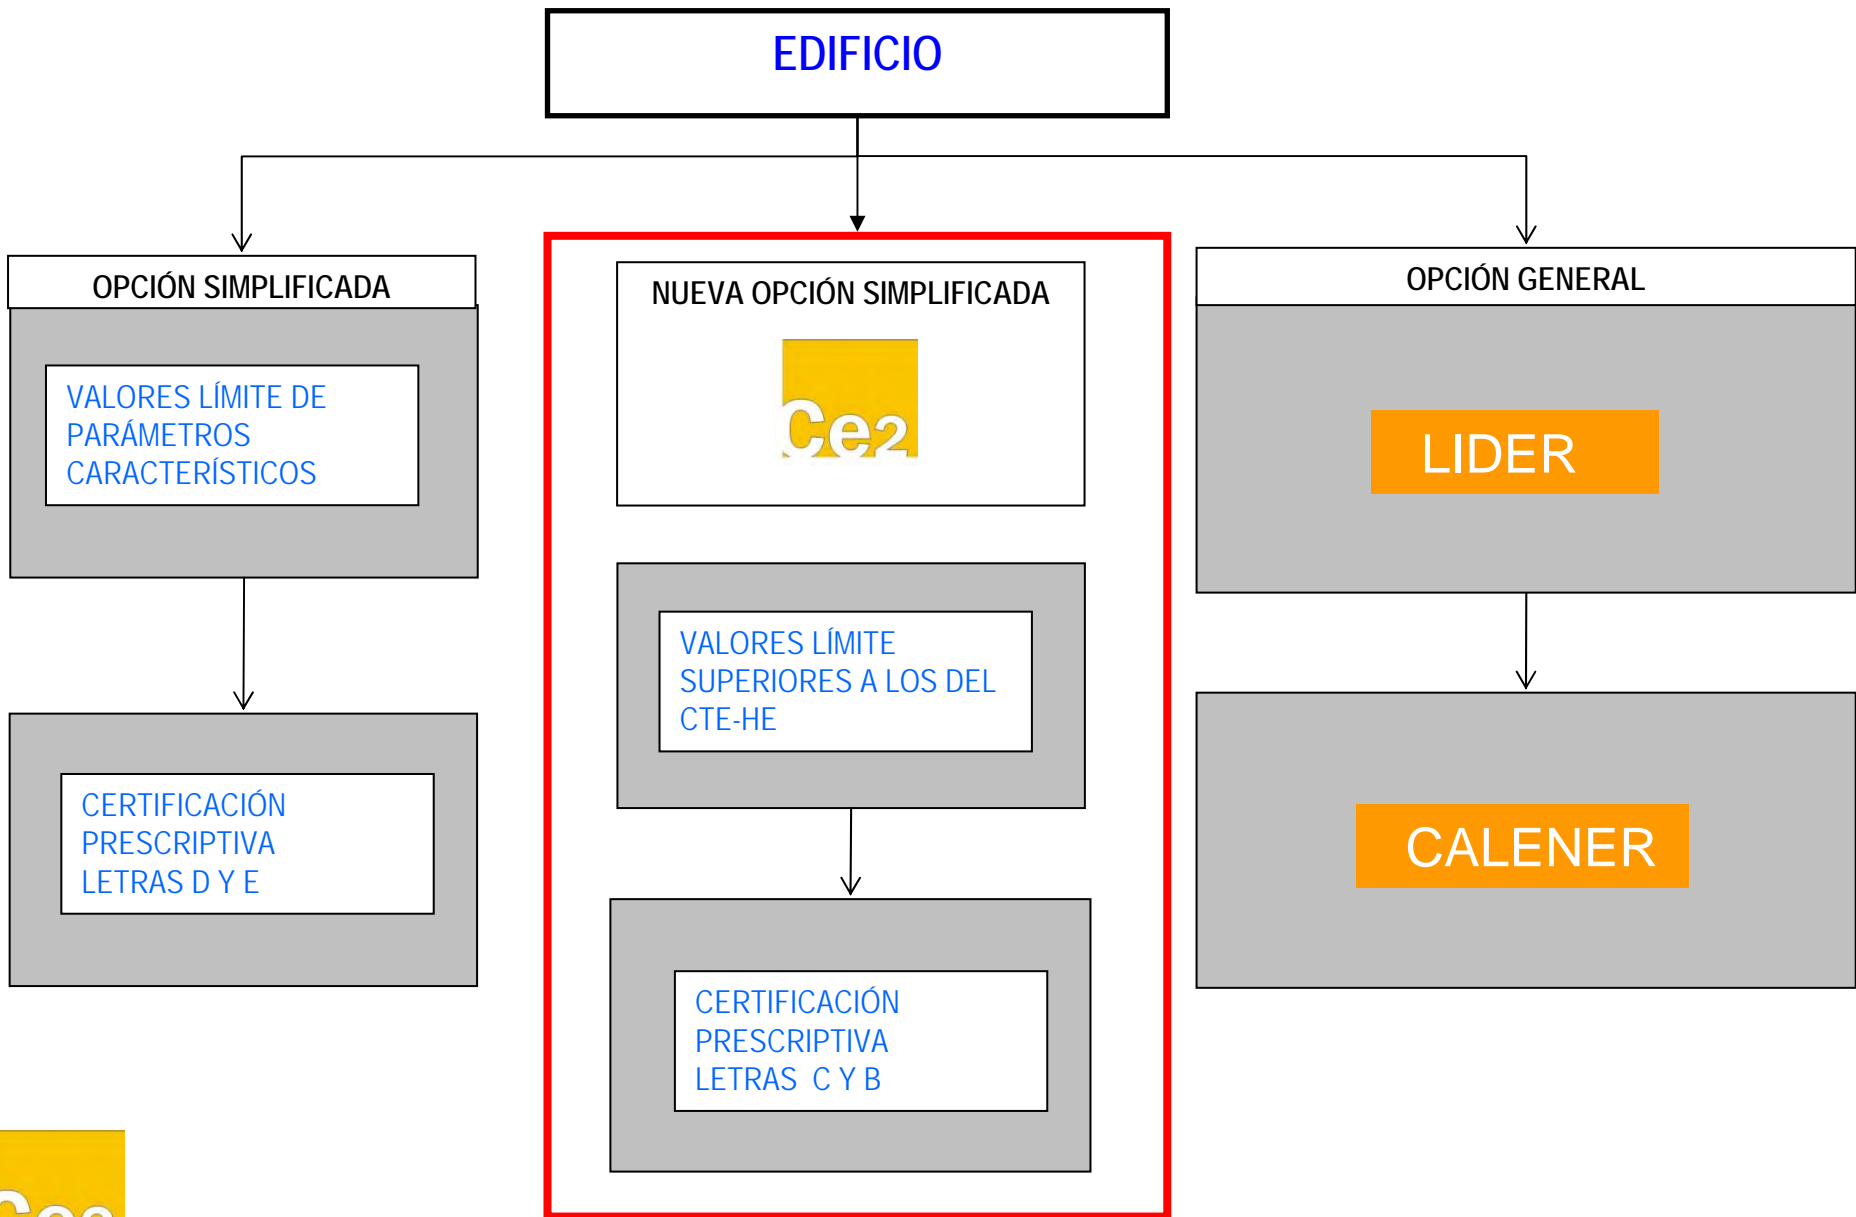 EDIFICIO
OPCIÓN SIMPLIFICADA
VALORES LÍMITE DE
PARÁMETROS
CARACTERÍSTICOS
CERTIFICACIÓN
PRESCRIPTIVA
LETRAS D Y E
NUEVA OPCIÓN SIMPLIFICADA
Ce2
VALORES LÍMITE
SUPERIORES A LOS DEL
CTE-HE
CERTIFICACIÓN
PRESCRIPTIVA
LETRAS C Y B
OPCIÓN GENERAL
LIDER
CALENER
Ce2